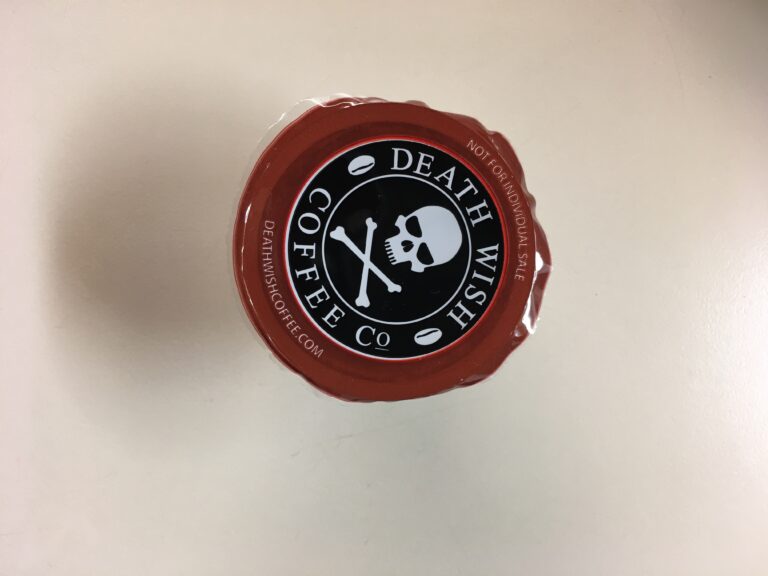 DEATH WISH
COFFEE Co
NOT FOR INDIVIDUAL SALE
DEATHWISHCOFFEE.COM